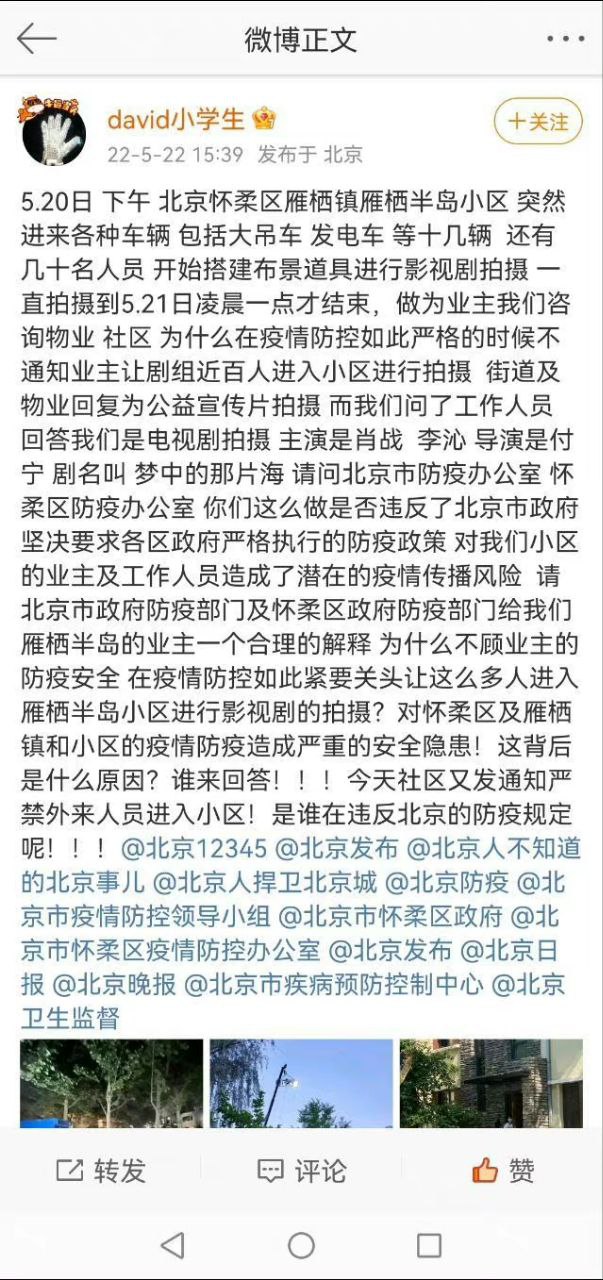 微博正文
david小学生
+关注
22-5-22 15:39 发布于 北京
5.20日 下午 北京怀柔区雁栖镇雁栖半岛小区 突然
进来各种车辆 包括大吊车 发电车 等十几辆 还有
几十名人员 开始搭建布景道具进行影视剧拍摄 一
直拍摄到5.21日凌晨一点才结束，做为业主我们咨
询物业 社区 为什么在疫情防控如此严格的时候不
通知业主让剧组近百人进入小区进行拍摄 街道及
物业回复为公益宣传片拍摄 而我们问了工作人员
回答我们是电视剧拍摄 主演是肖战 李沁 导演是付
宁 剧名叫 梦中的那片海 请问北京市防疫办公室 怀
柔区防疫办公室 你们这么做是否违反了北京市政府
坚决要求各区政府严格执行的防疫政策 对我们小区
的业主及工作人员造成了潜在的疫情传播风险 请
北京市政府防疫部门及怀柔区政府防疫部门给我们
雁栖半岛的业主一个合理的解释 为什么不顾业主的
防疫安全 在疫情防控如此紧要关头让这么多人进入
雁栖半岛小区进行影视剧的拍摄？对怀柔区及雁栖
镇和小区的疫情防疫造成严重的安全隐患！这背后
是什么原因？谁来回答！！！今天社区又发通知严
禁外来人员进入小区！是谁在违反北京的防疫规定
呢！！！@北京12345 @北京发布 @北京人不知道
的北京事儿 @北京人捍卫北京城 @北京防疫 @北
京市疫情防控领导小组 @北京市怀柔区政府 @北
京市怀柔区疫情防控办公室 @北京发布 @北京日
报 @北京晚报 @北京市疾病预防控制中心 @北京
卫生监督
转发 评论 赞